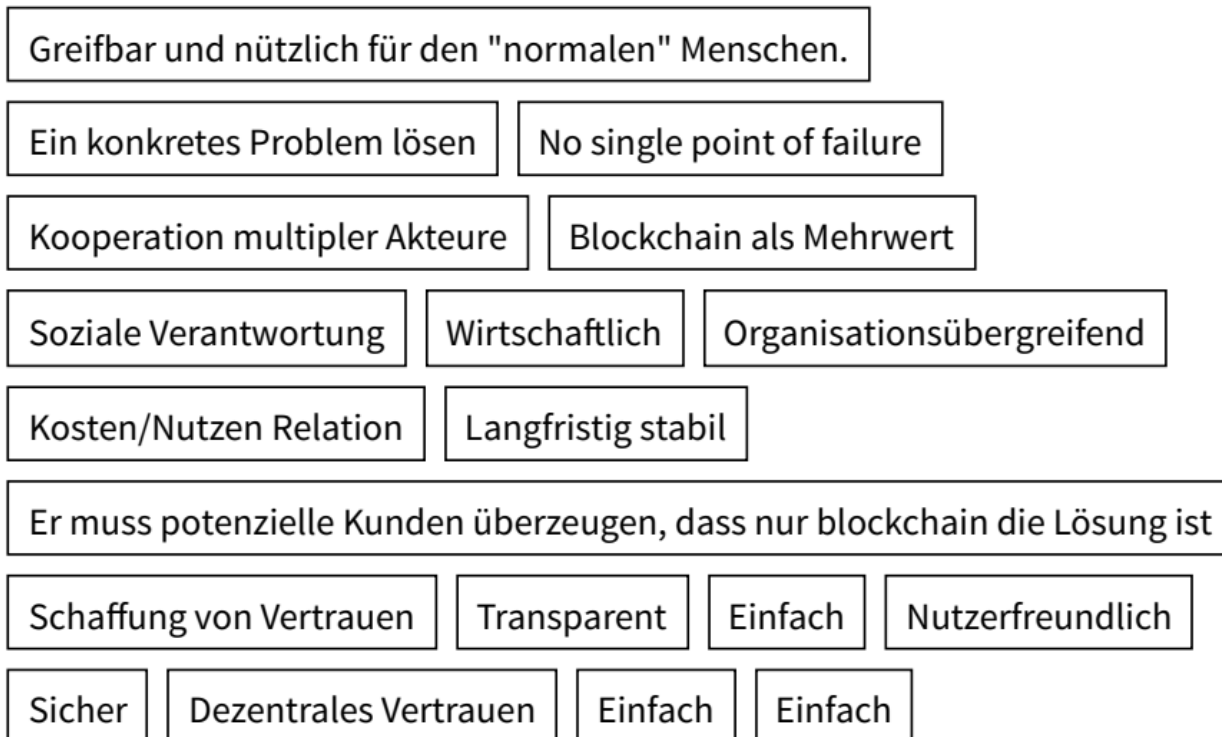 Greifbar und nützlich für den "normalen" Menschen.
Ein konkretes Problem lösen No single point of failure
Kooperation multipler Akteure Blockchain als Mehrwert
Soziale Verantwortung Wirtschaftlich Organisationsübergreifend
Kosten/Nutzen Relation Langfristig stabil
Er muss potenzielle Kunden überzeugen, dass nur blockchain die Lösung ist
Schaffung von Vertrauen Transparent Einfach Nutzerfreundlich
Sicher Dezentrales Vertrauen Einfach Einfach